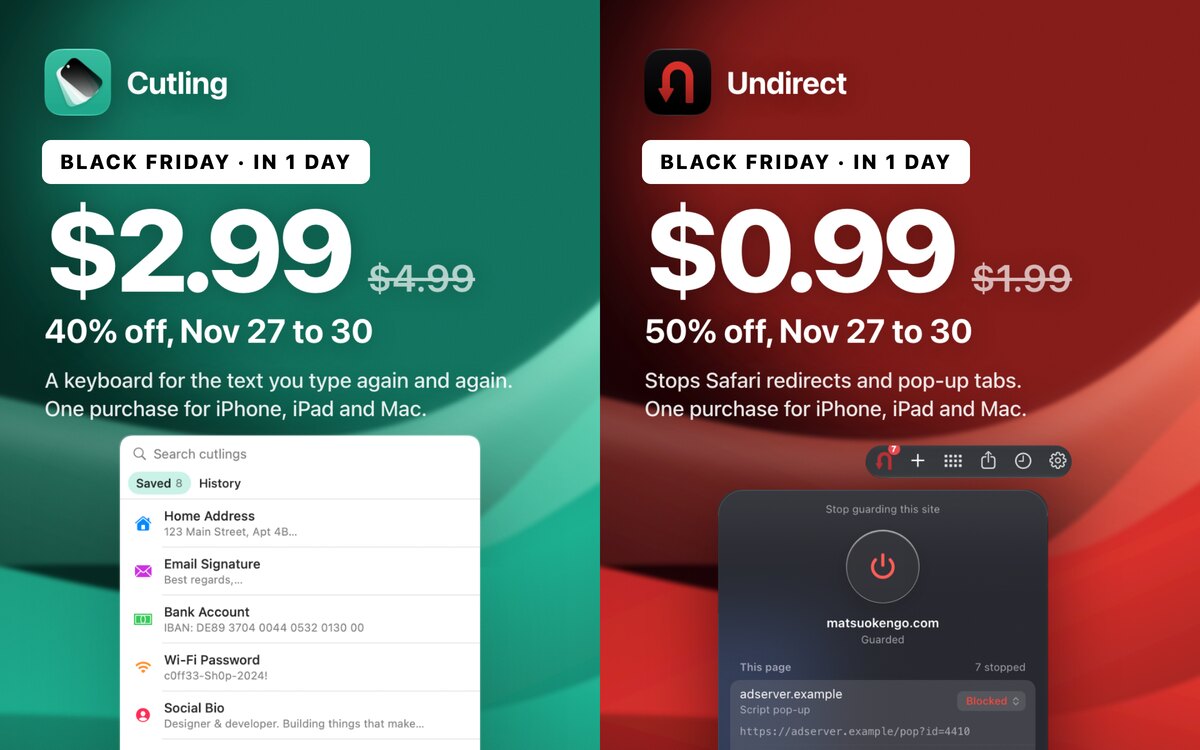 Cutling
BLACK FRIDAY · IN 1 DAY
$2.99 $4.99
40% off, Nov 27 to 30
A keyboard for the text you type again and again.
One purchase for iPhone, iPad and Mac.
Search cutlings
Saved 8 History
Home Address
123 Main Street, Apt 4B...
Email Signature
Best regards,...
Bank Account
IBAN: DE89 3704 0044 0532 0130 00
Wi-Fi Password
c0ff33-Sh0p-2024!
Social Bio
Designer & developer. Building things that make...
Undirect
BLACK FRIDAY · IN 1 DAY
$0.99 $1.99
50% off, Nov 27 to 30
Stops Safari redirects and pop-up tabs.
One purchase for iPhone, iPad and Mac.
7
Stop guarding this site
matsuokengo.com
Guarded
This page 7 stopped
adserver.example
Script pop-up
Blocked
https://adserver.example/pop?id=4410